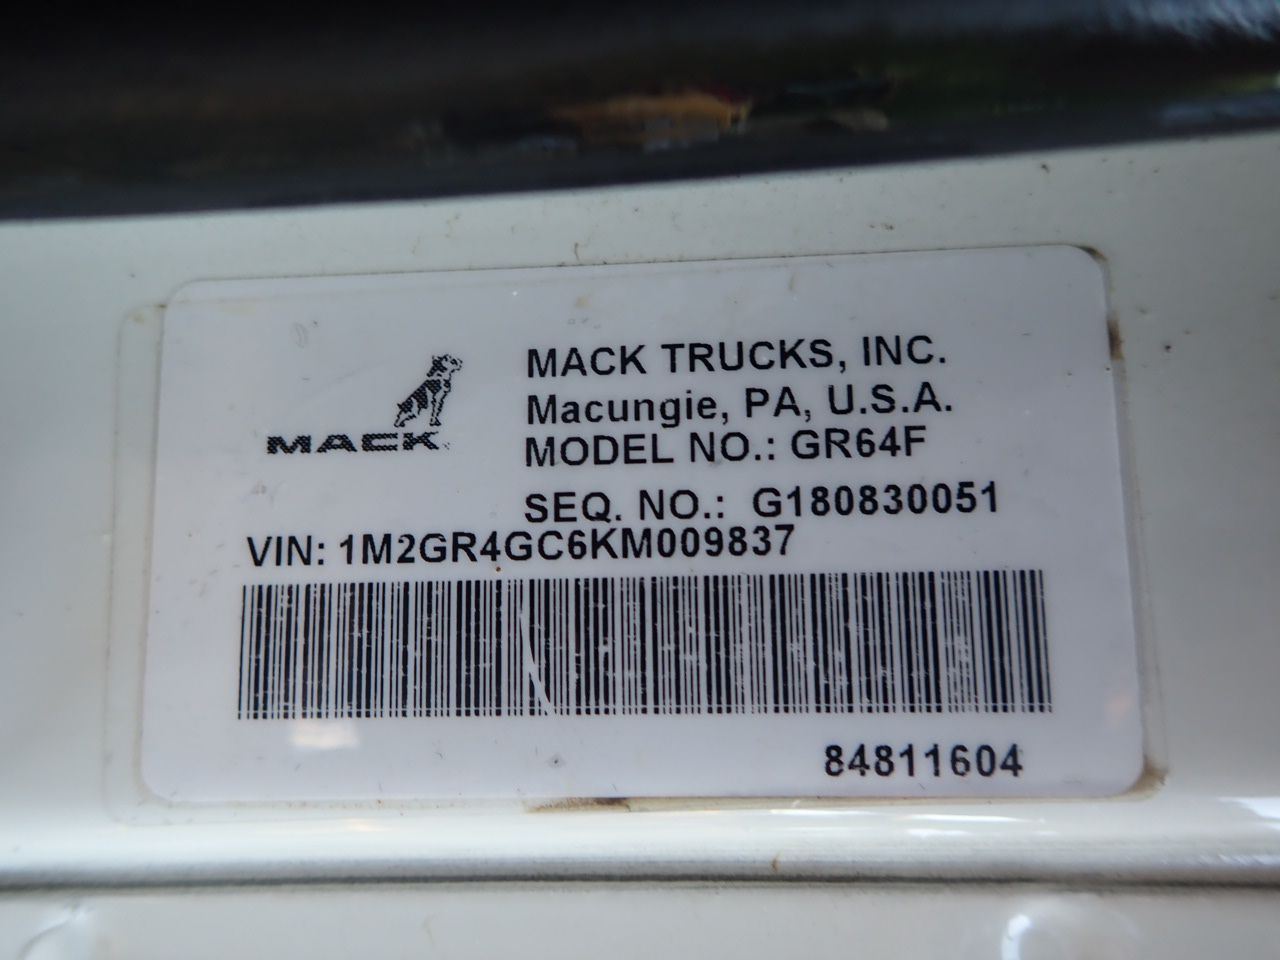 MACK
MACK TRUCKS, INC.
Macungie, PA, U.S.A.
MODEL NO.: GR64F
SEQ. NO.: G180830051
VIN: 1M2GR4GC6KM009837
84811604